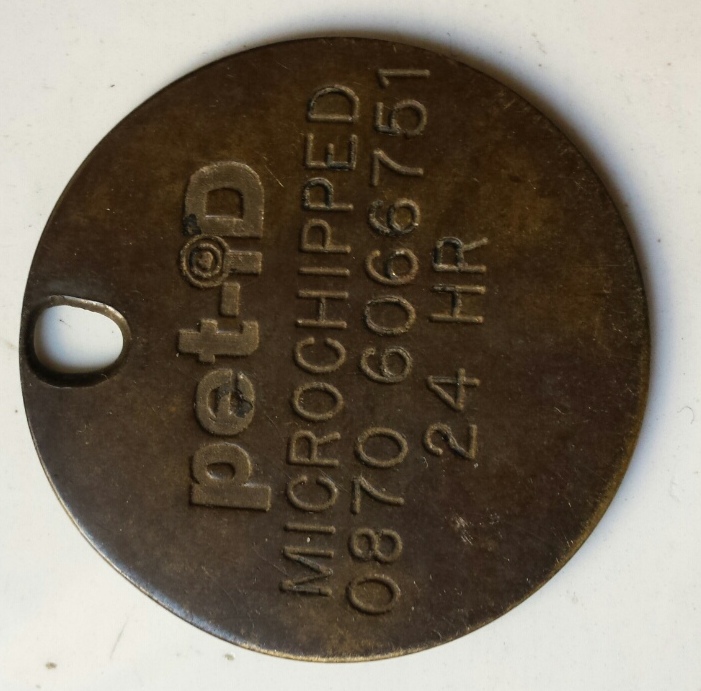 pet-iD
MICROCHIPPED
0870 6066751
24 HR